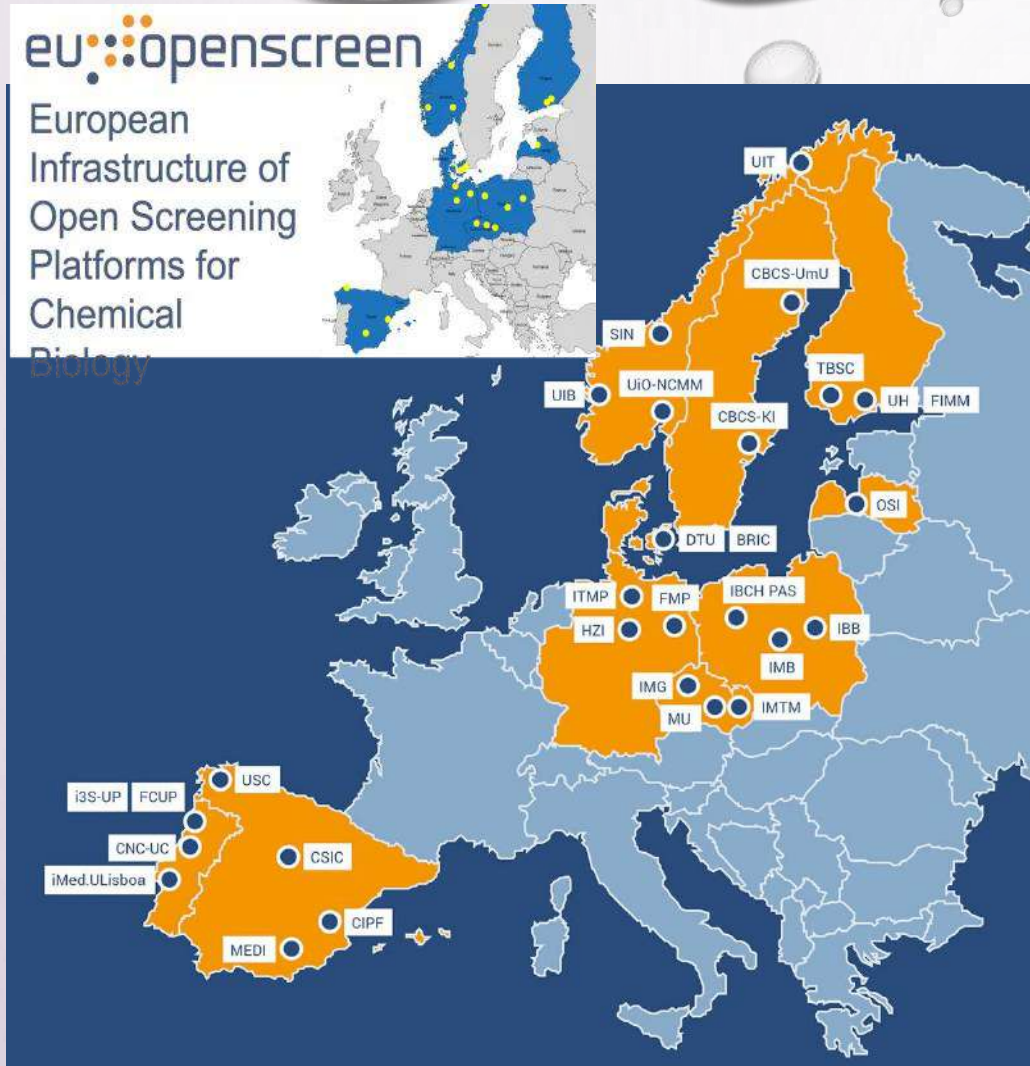 eu openscreen
European
Infrastructure of
Open Screening
Platforms for
Chemical
Biology
UIT
CBCS-UmU
SIN
UIB
UiO-NCMM
TBSC
UH FIMM
CBCS-KI
OSI
DTU BRIC
ITMP
FMP
IBCH PAS
HZI
IBB
IMB
IMG
MU
IMTM
USC
i3S-UP FCUP
CNC-UC
CSIC
iMed.ULisboa
CIPF
MEDI